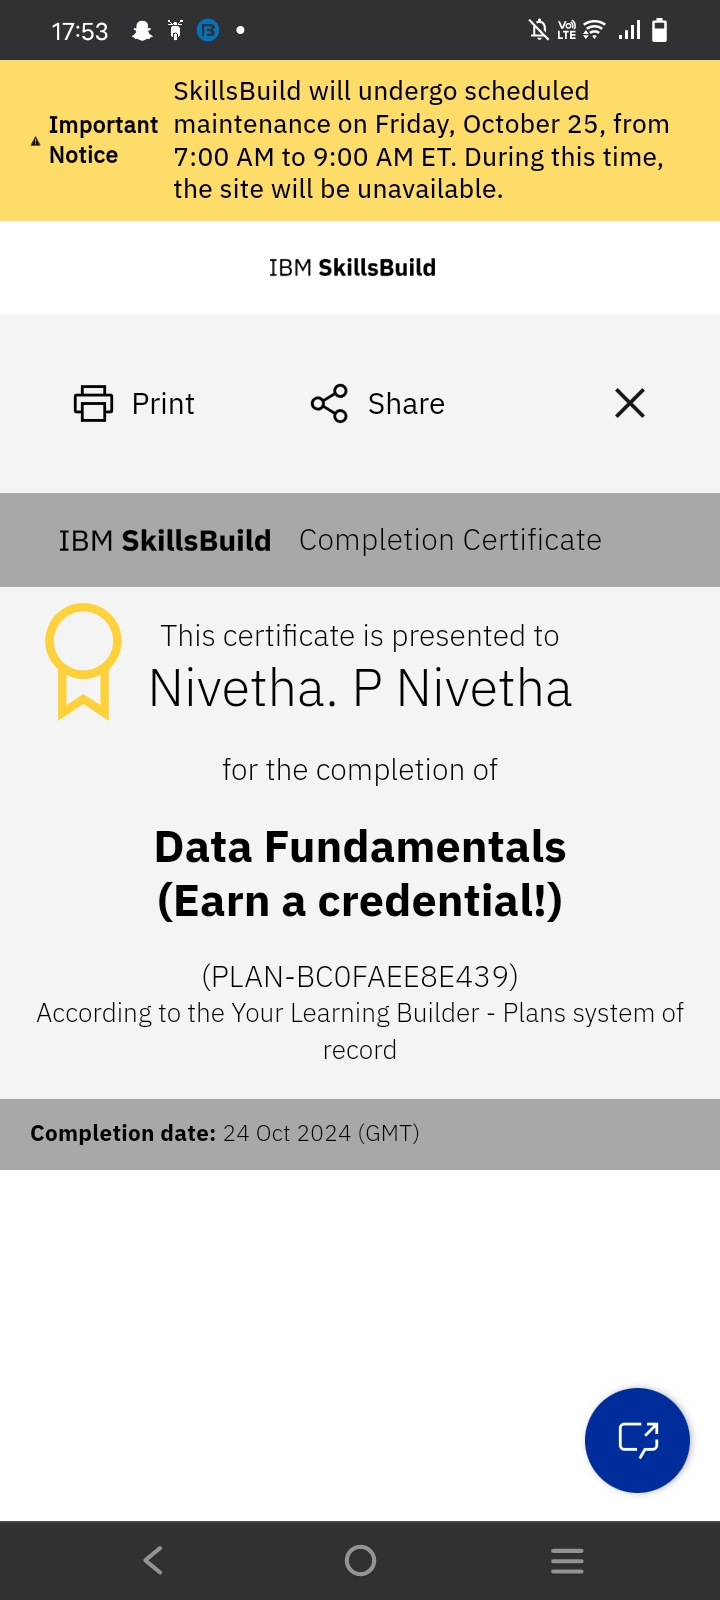 17:53
Vo) LTE
Important
Notice
SkillsBuild will undergo scheduled
maintenance on Friday, October 25, from
7:00 AM to 9:00 AM ET. During this time,
the site will be unavailable.
IBM SkillsBuild
Print
Share
IBM SkillsBuild Completion Certificate
This certificate is presented to
Nivetha. P Nivetha
for the completion of
Data Fundamentals
(Earn a credential!)
(PLAN-BC0FAEE8E439)
According to the Your Learning Builder - Plans system of
record
Completion date: 24 Oct 2024 (GMT)